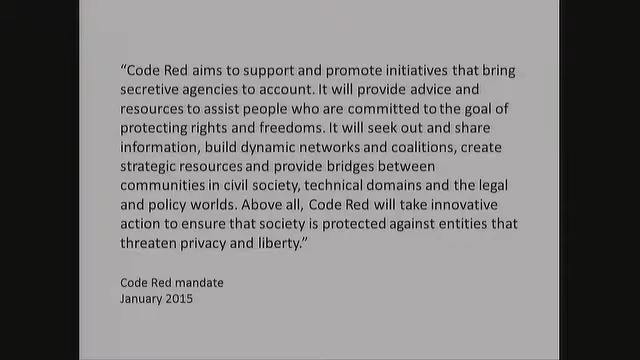 “Code Red aims to support and promote initiatives that bring
secretive agencies to account. It will provide advice and
resources to assist people who are committed to the goal of
protecting rights and freedoms. It will seek out and share
information, build dynamic networks and coalitions, create
strategic resources and provide bridges between
communities in civil society, technical domains and the legal
and policy worlds. Above all, Code Red will take innovative
action to ensure that society is protected against entities that
threaten privacy and liberty.”
Code Red mandate
January 2015